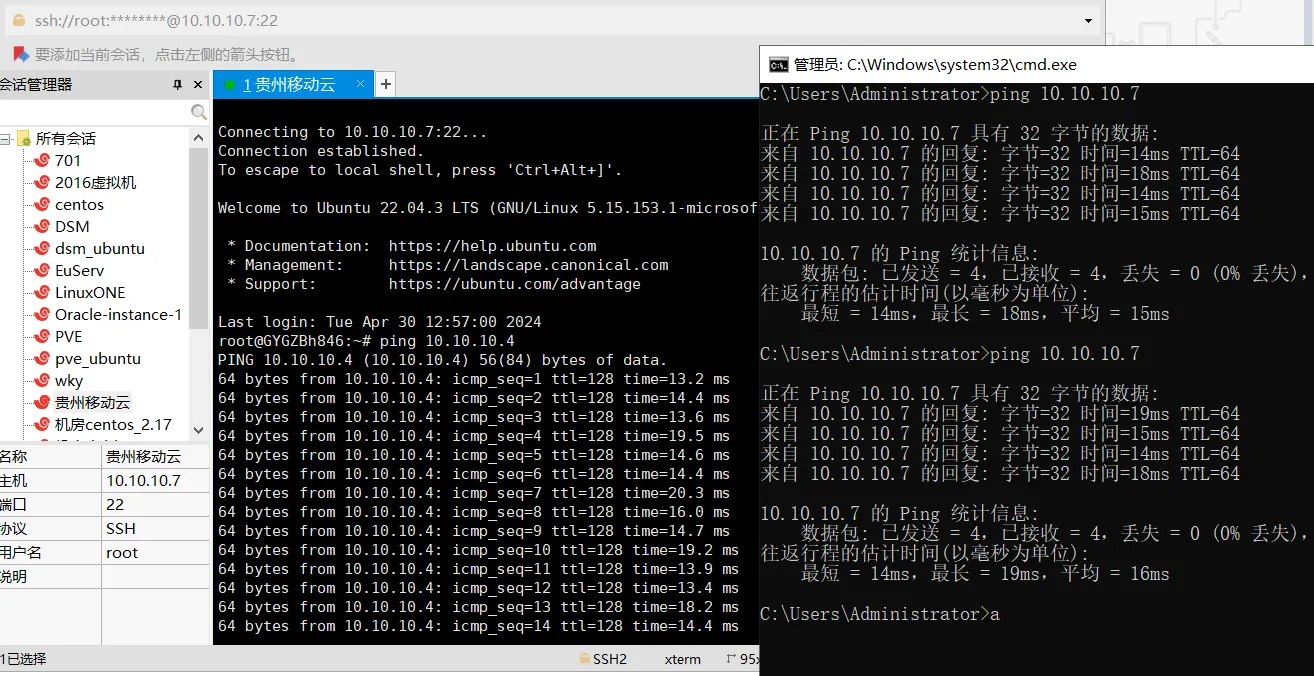 ssh://root:********@10.10.10.7:22
要添加当前会话，点击左侧的箭头按钮。
会话管理器
1 贵州移动云
所有会话
701
2016虚拟机
centos
DSM
dsm_ubuntu
EuServ
LinuxONE
Oracle-instance-1
PVE
pve_ubuntu
wky
贵州移动云
机房centos_2.17
名称 贵州移动云
主机 10.10.10.7
端口 22
协议 SSH
用户名 root
说明
Connecting to 10.10.10.7:22...
Connection established.
To escape to local shell, press 'Ctrl+Alt+]'.
Welcome to Ubuntu 22.04.3 LTS (GNU/Linux 5.15.153.1-microsof
* Documentation: https://help.ubuntu.com
* Management: https://landscape.canonical.com
* Support: https://ubuntu.com/advantage
Last login: Tue Apr 30 12:57:00 2024
root@GYGZBh846:~# ping 10.10.10.4
PING 10.10.10.4 (10.10.10.4) 56(84) bytes of data.
64 bytes from 10.10.10.4: icmp_seq=1 ttl=128 time=13.2 ms
64 bytes from 10.10.10.4: icmp_seq=2 ttl=128 time=14.4 ms
64 bytes from 10.10.10.4: icmp_seq=3 ttl=128 time=13.6 ms
64 bytes from 10.10.10.4: icmp_seq=4 ttl=128 time=19.5 ms
64 bytes from 10.10.10.4: icmp_seq=5 ttl=128 time=14.6 ms
64 bytes from 10.10.10.4: icmp_seq=6 ttl=128 time=14.4 ms
64 bytes from 10.10.10.4: icmp_seq=7 ttl=128 time=20.3 ms
64 bytes from 10.10.10.4: icmp_seq=8 ttl=128 time=16.0 ms
64 bytes from 10.10.10.4: icmp_seq=9 ttl=128 time=14.7 ms
64 bytes from 10.10.10.4: icmp_seq=10 ttl=128 time=19.2 ms
64 bytes from 10.10.10.4: icmp_seq=11 ttl=128 time=13.9 ms
64 bytes from 10.10.10.4: icmp_seq=12 ttl=128 time=13.4 ms
64 bytes from 10.10.10.4: icmp_seq=13 ttl=128 time=18.2 ms
64 bytes from 10.10.10.4: icmp_seq=14 ttl=128 time=14.4 ms
1已选择
SSH2 xterm 95x
管理员: C:\Windows\system32\cmd.exe
C:\Users\Administrator>ping 10.10.10.7
正在 Ping 10.10.10.7 具有 32 字节的数据:
来自 10.10.10.7 的回复: 字节=32 时间=14ms TTL=64
来自 10.10.10.7 的回复: 字节=32 时间=18ms TTL=64
来自 10.10.10.7 的回复: 字节=32 时间=14ms TTL=64
来自 10.10.10.7 的回复: 字节=32 时间=15ms TTL=64
10.10.10.7 的 Ping 统计信息:
数据包: 已发送 = 4，已接收 = 4，丢失 = 0 (0% 丢失)，
往返行程的估计时间(以毫秒为单位):
最短 = 14ms，最长 = 18ms，平均 = 15ms
C:\Users\Administrator>ping 10.10.10.7
正在 Ping 10.10.10.7 具有 32 字节的数据:
来自 10.10.10.7 的回复: 字节=32 时间=19ms TTL=64
来自 10.10.10.7 的回复: 字节=32 时间=15ms TTL=64
来自 10.10.10.7 的回复: 字节=32 时间=14ms TTL=64
来自 10.10.10.7 的回复: 字节=32 时间=18ms TTL=64
10.10.10.7 的 Ping 统计信息:
数据包: 已发送 = 4，已接收 = 4，丢失 = 0 (0% 丢失)，
往返行程的估计时间(以毫秒为单位):
最短 = 14ms，最长 = 19ms，平均 = 16ms
C:\Users\Administrator>a